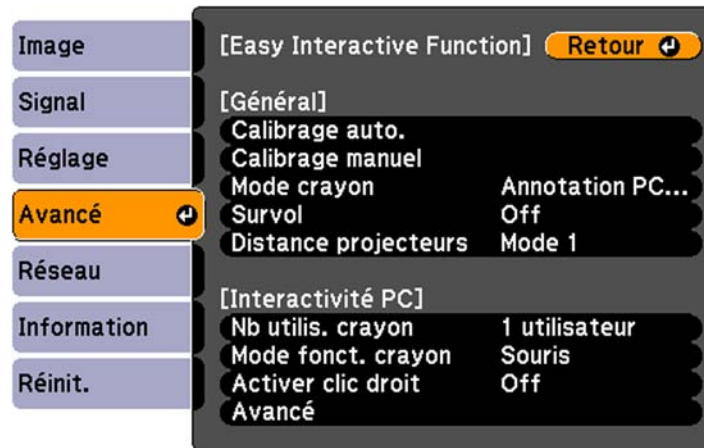 Image
Signal
Réglage
Avancé
Réseau
Information
Réinit.
[Easy Interactive Function] Retour
[Général]
Calibrage auto.
Calibrage manuel
Mode crayon Annotation PC...
Survol Off
Distance projecteurs Mode 1
[Interactivité PC]
Nb utilis. crayon 1 utilisateur
Mode fonct. crayon Souris
Activer clic droit Off
Avancé